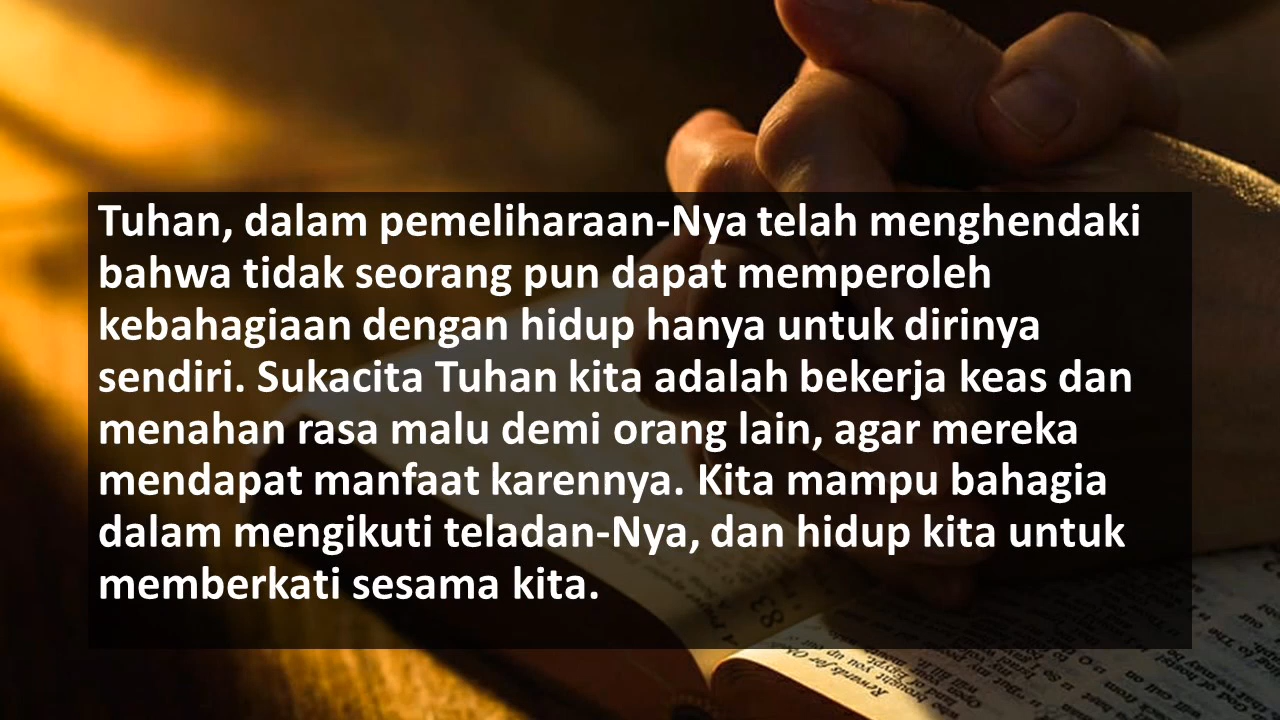 Tuhan, dalam pemeliharaan-Nya telah menghendaki
bahwa tidak seorang pun dapat memperoleh
kebahagiaan dengan hidup hanya untuk dirinya
sendiri. Sukacita Tuhan kita adalah bekerja keas dan
menahan rasa malu demi orang lain, agar mereka
mendapat manfaat karennya. Kita mampu bahagia
dalam mengikuti teladan-Nya, dan hidup kita untuk
memberkati sesama kita.